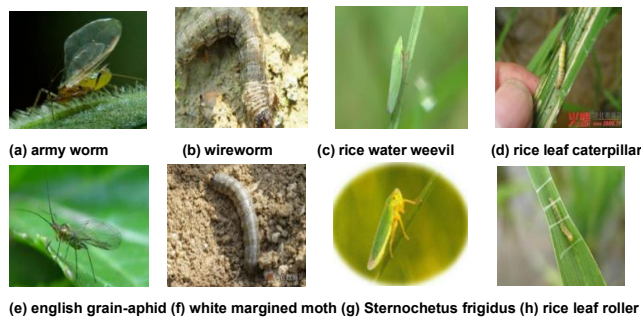 (a) army worm (b) wireworm (c) rice water weevil (d) rice leaf caterpillar
(e) english grain-aphid (f) white margined moth (g) Sternochetus frigidus (h) rice leaf roller